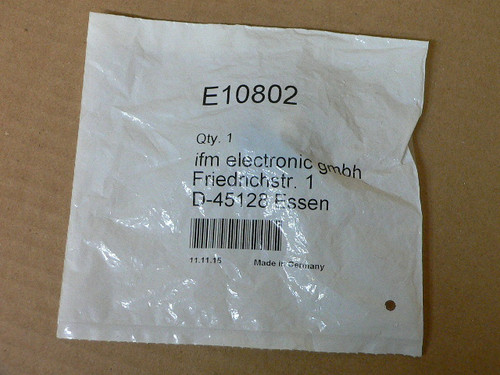 E10802
Qty. 1
ifm electronic gmbh
Friedrichstr. 1
D-45128 Essen
11.11.15 Made in Germany